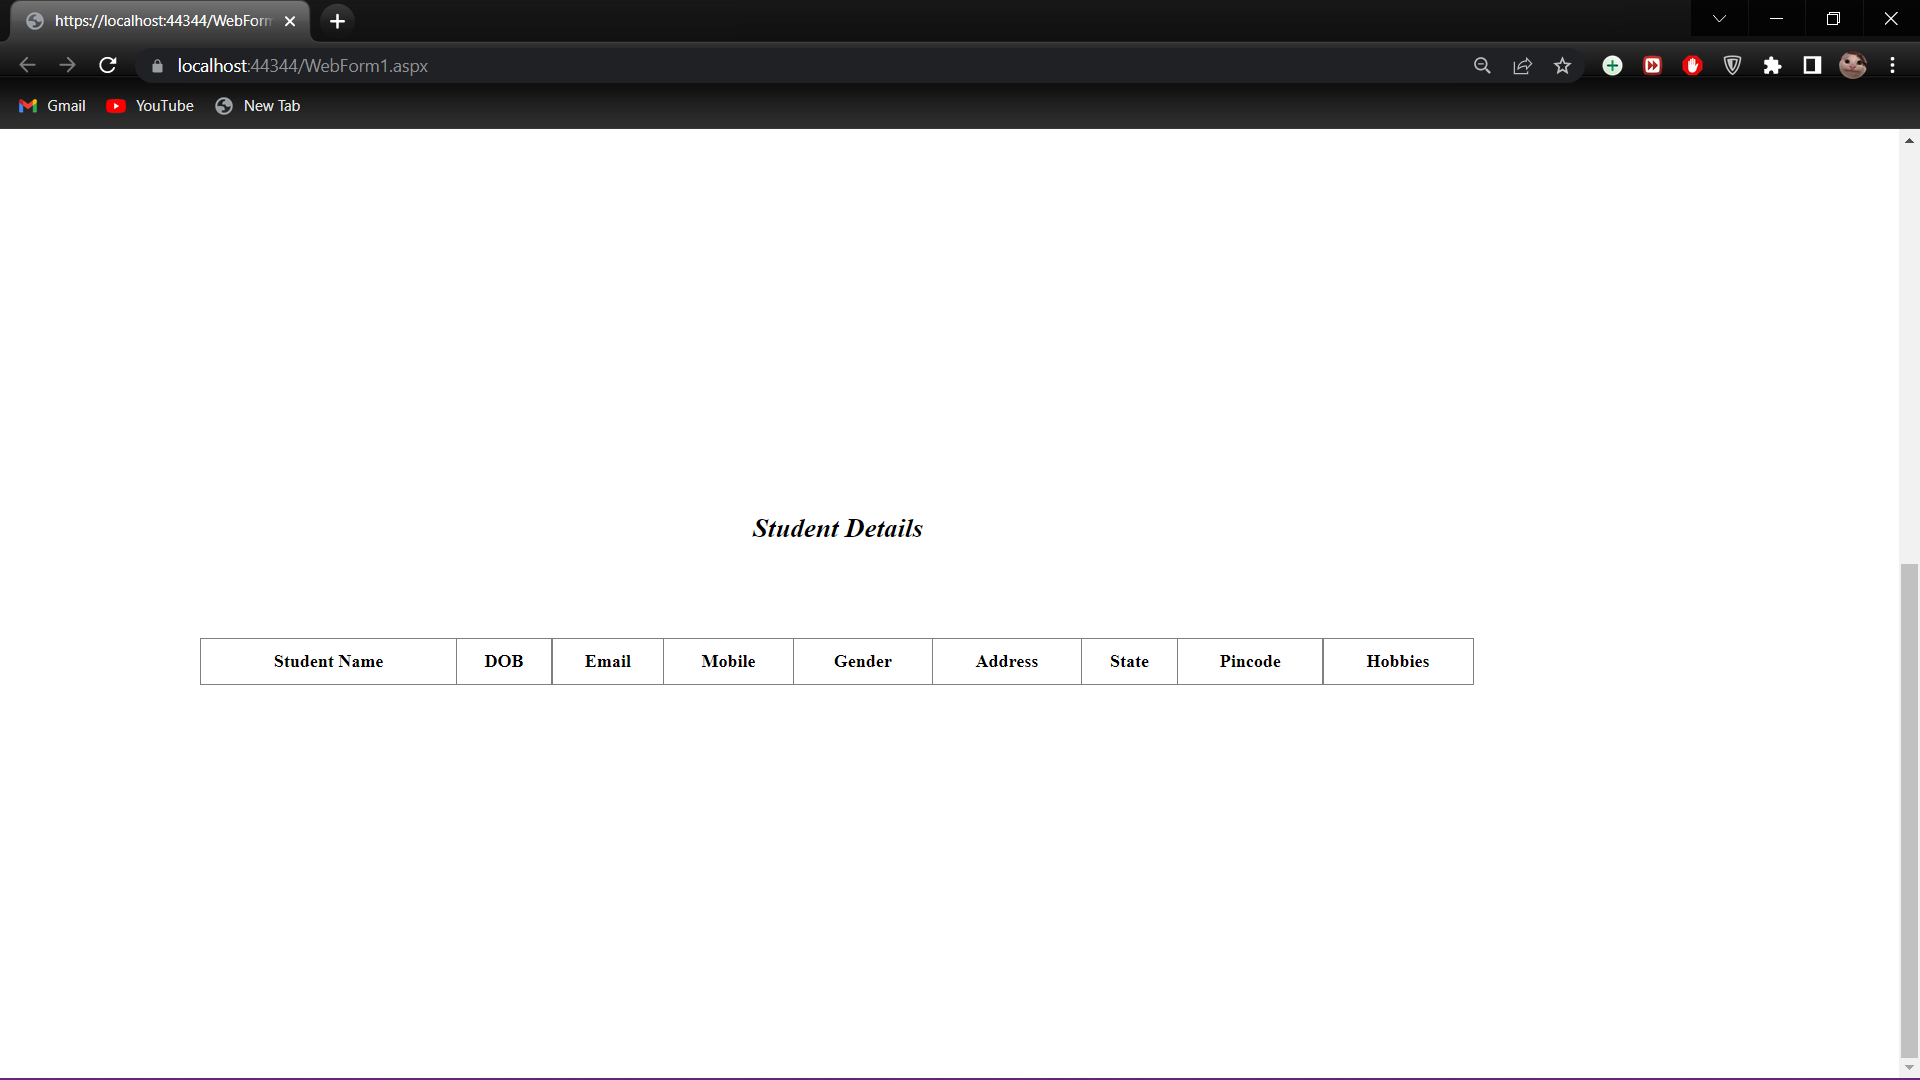 https://localhost:44344/WebForm
localhost:44344/WebForm1.aspx
Gmail YouTube New Tab
Student Details
Student Name DOB Email Mobile Gender Address State Pincode Hobbies